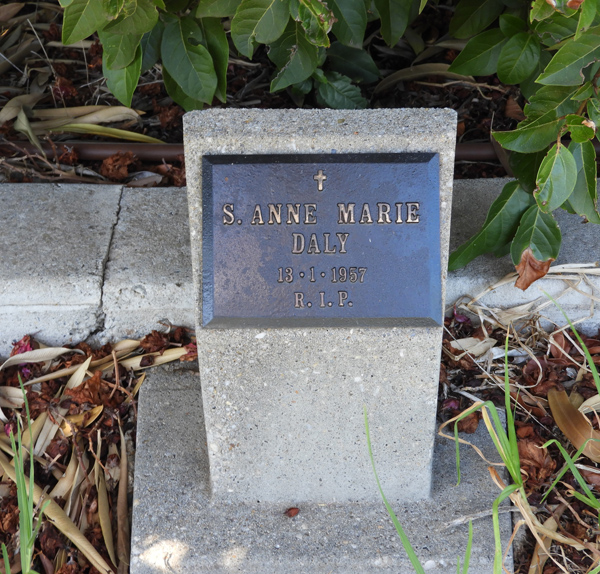 S. ANNE MARIE
DALY
13·1·1957
R.I.P.